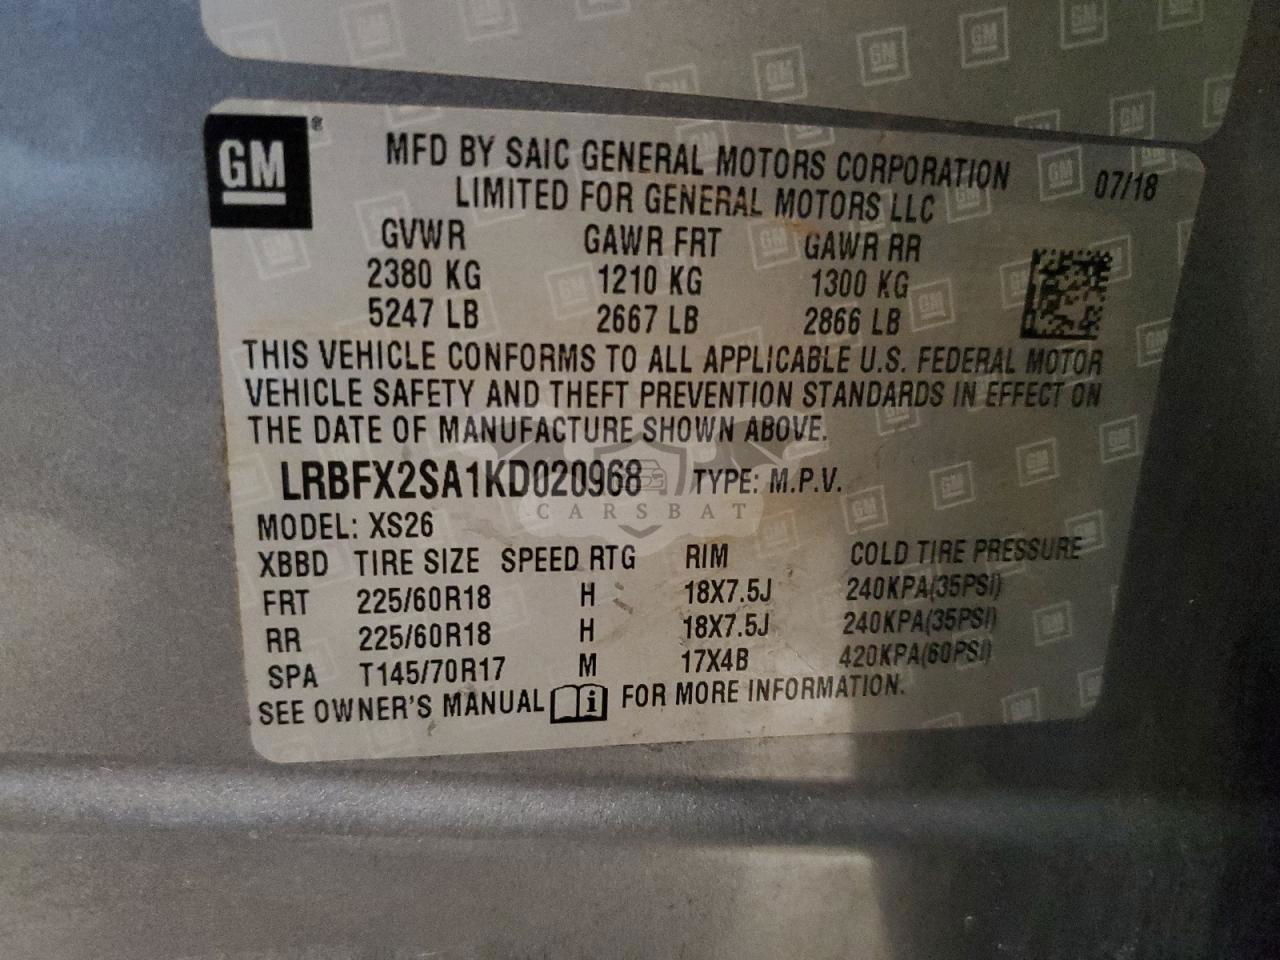 GM ®
MFD BY SAIC GENERAL MOTORS CORPORATION
LIMITED FOR GENERAL MOTORS LLC
07/18
GVWR GAWR FRT GAWR RR
2380 KG 1210 KG 1300 KG
5247 LB 2667 LB 2866 LB
THIS VEHICLE CONFORMS TO ALL APPLICABLE U.S. FEDERAL MOTOR
VEHICLE SAFETY AND THEFT PREVENTION STANDARDS IN EFFECT ON
THE DATE OF MANUFACTURE SHOWN ABOVE.
LRBFX2SA1KD020968 TYPE: M.P.V.
CARSBAT
MODEL: XS26
XBBD TIRE SIZE SPEED RTG RIM COLD TIRE PRESSURE
FRT 225/60R18 H 18X7.5J 240KPA(35PSI)
RR 225/60R18 H 18X7.5J 240KPA(35PSI)
SPA T145/70R17 M 17X4B 420KPA(60PSI)
SEE OWNER'S MANUAL i FOR MORE INFORMATION.